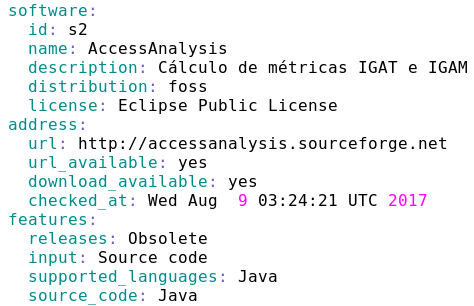 software:
  id: s2
  name: AccessAnalysis
  description: Cálculo de métricas IGAT e IGAM
  distribution: foss
  license: Eclipse Public License
address:
  url: http://accessanalysis.sourceforge.net
  url_available: yes
  download_available: yes
  checked_at: Wed Aug  9 03:24:21 UTC 2017
features:
  releases: Obsolete
  input: Source code
  supported_languages: Java
  source_code: Java